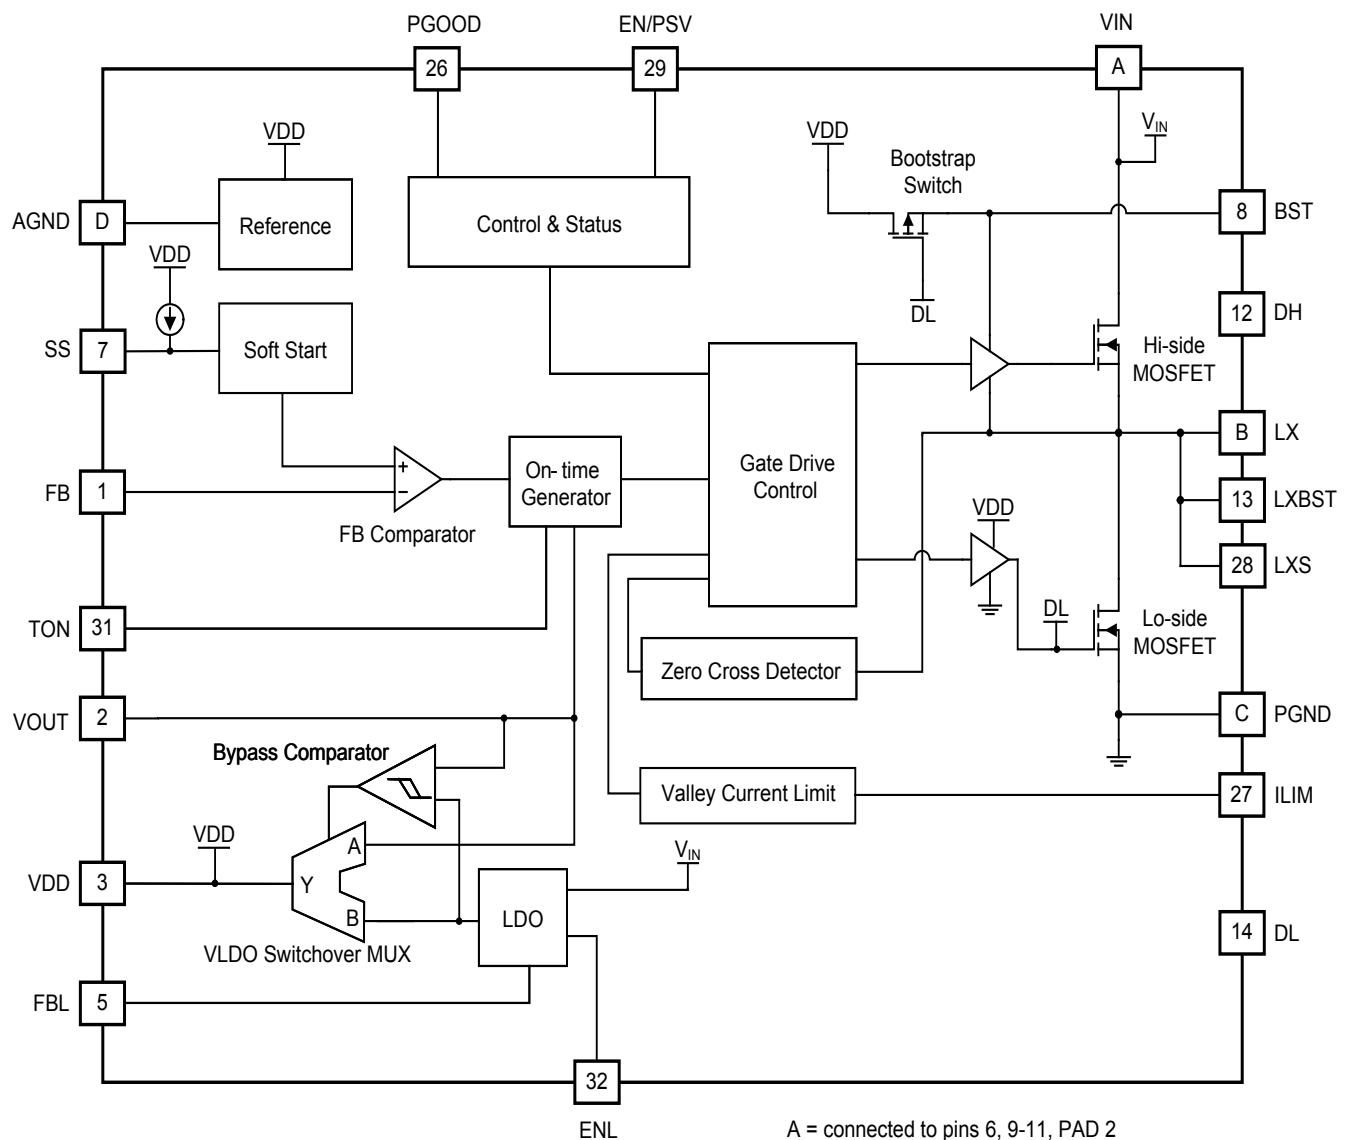 PGOOD
EN/PSV
VIN
26
29
A
VDD
VDD
Bootstrap
Switch
VIN
AGND
D
Reference
Control & Status
8
BST
VDD
DL
12
DH
SS
7
Soft Start
Hi-side
MOSFET
B
LX
FB
1
+
−
FB Comparator
On- time
Generator
Gate Drive
Control
13
LXBST
VDD
28
LXS
TON
31
DL
Lo-side
MOSFET
Zero Cross Detector
VOUT
2
C
PGND
Bypass Comparator
Valley Current Limit
27
ILIM
VDD
A
VIN
VDD
3
Y
B
LDO
14
DL
VLDO Switchover MUX
FBL
5
32
ENL
A = connected to pins 6, 9-11, PAD 2